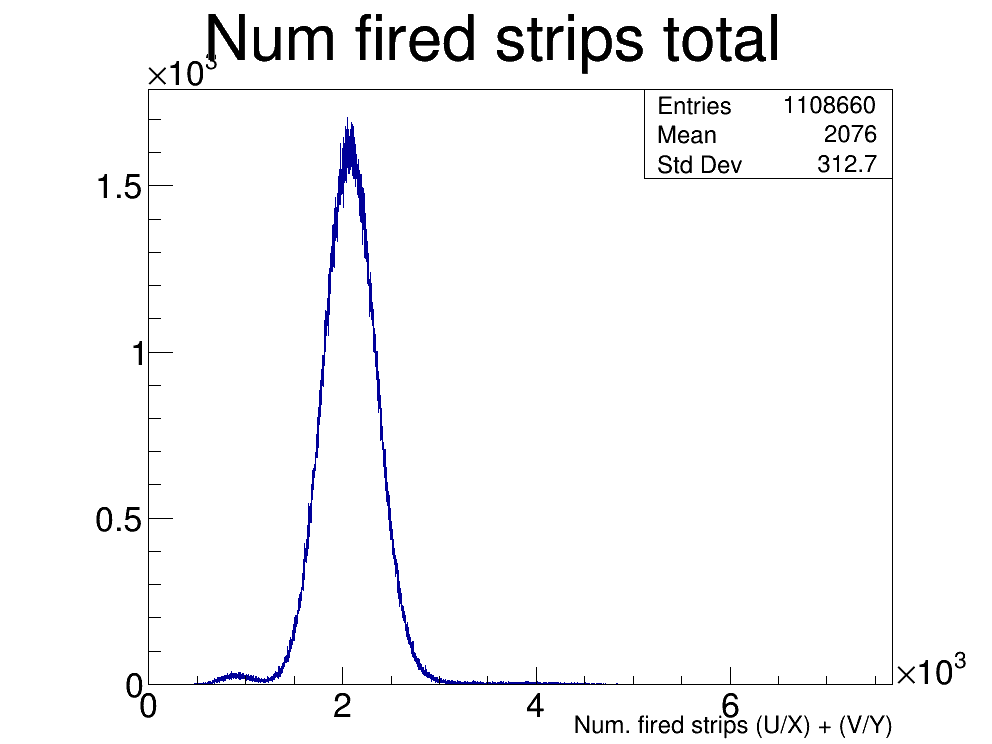 Num fired strips total
×10³
Entries 1108660
Mean 2076
Std Dev 312.7
1.5
1
0.5
0
0 2 4 6
×10³
Num. fired strips (U/X) + (V/Y)